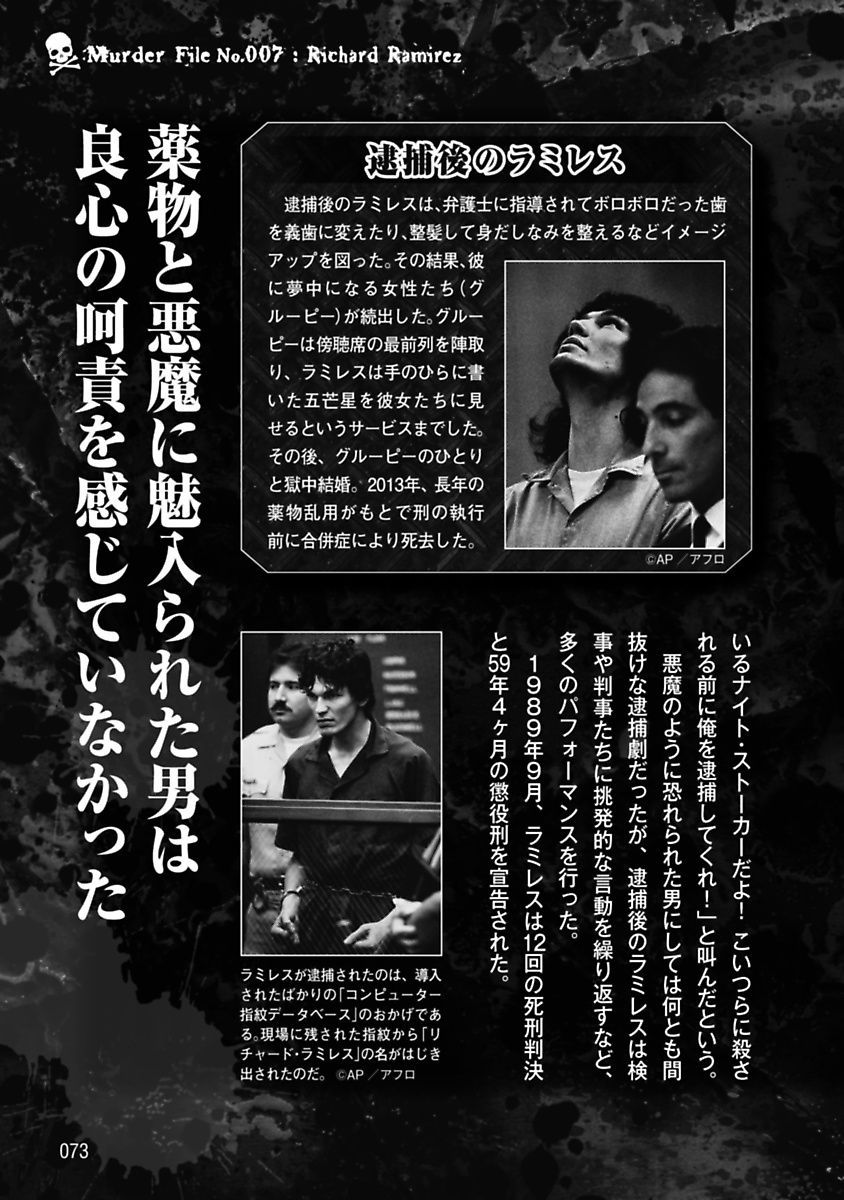 Murder File No.007 : Richard Ramirez
薬物と悪魔に魅入られた男は
良心の呵責を感じていなかった
逮捕後のラミレス
逮捕後のラミレスは、弁護士に指導されてボロボロだった歯
を義歯に変えたり、整髪して身だしなみを整えるなどイメージ
アップを図った。その結果、彼
に夢中になる女性たち(グ
ルーピー)が続出した。グルー
ピーは傍聴席の最前列を陣取
り、ラミレスは手のひらに書
いた五芒星を彼女たちに見
せるというサービスまでした。
その後、グルーピーのひとり
と獄中結婚。2013年、長年の
薬物乱用がもとで刑の執行
前に合併症により死去した。
©AP／アフロ
いるナイト・ストーカーだよ！こいつらに殺さ
れる前に俺を逮捕してくれ！」と叫んだという。
悪魔のように恐れられた男にしては何とも間
抜けな逮捕劇だったが、逮捕後のラミレスは検
事や判事たちに挑発的な言動を繰り返すなど、
多くのパフォーマンスを行った。
1989年9月、ラミレスは12回の死刑判決
と59年4ヶ月の懲役刑を宣告された。
ラミレスが逮捕されたのは、導入
されたばかりの「コンピューター
指紋データベース」のおかげであ
る。現場に残された指紋から「リ
チャード・ラミレス」の名がはじき
出されたのだ。©AP／アフロ
073